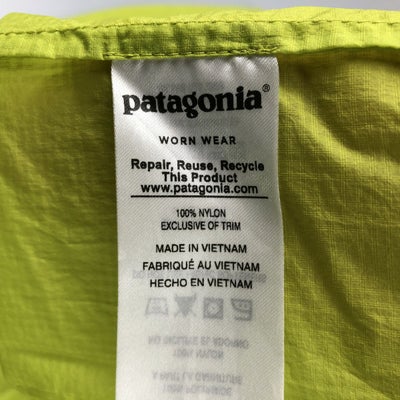 patagonia®
WORN WEAR
Repair, Reuse, Recycle
This Product
www.patagonia.com
100% NYLON
EXCLUSIVE OF TRIM
MADE IN VIETNAM
FABRIQUÉ AU VIETNAM
HECHO EN VIETNAM